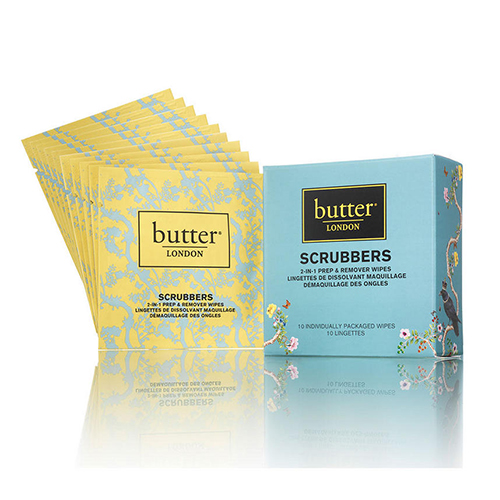 butter®
LONDON
SCRUBBERS
2-IN-1 PREP & REMOVER WIPES
LINGETTES DE DISSOLVANT MAQUILLAGE
DÉMAQUILLAGE DES ONGLES
butter®
LONDON
SCRUBBERS
2-IN-1 PREP & REMOVER WIPES
LINGETTES DE DISSOLVANT MAQUILLAGE
DÉMAQUILLAGE DES ONGLES
10 INDIVIDUALLY PACKAGED WIPES
10 LINGETTES